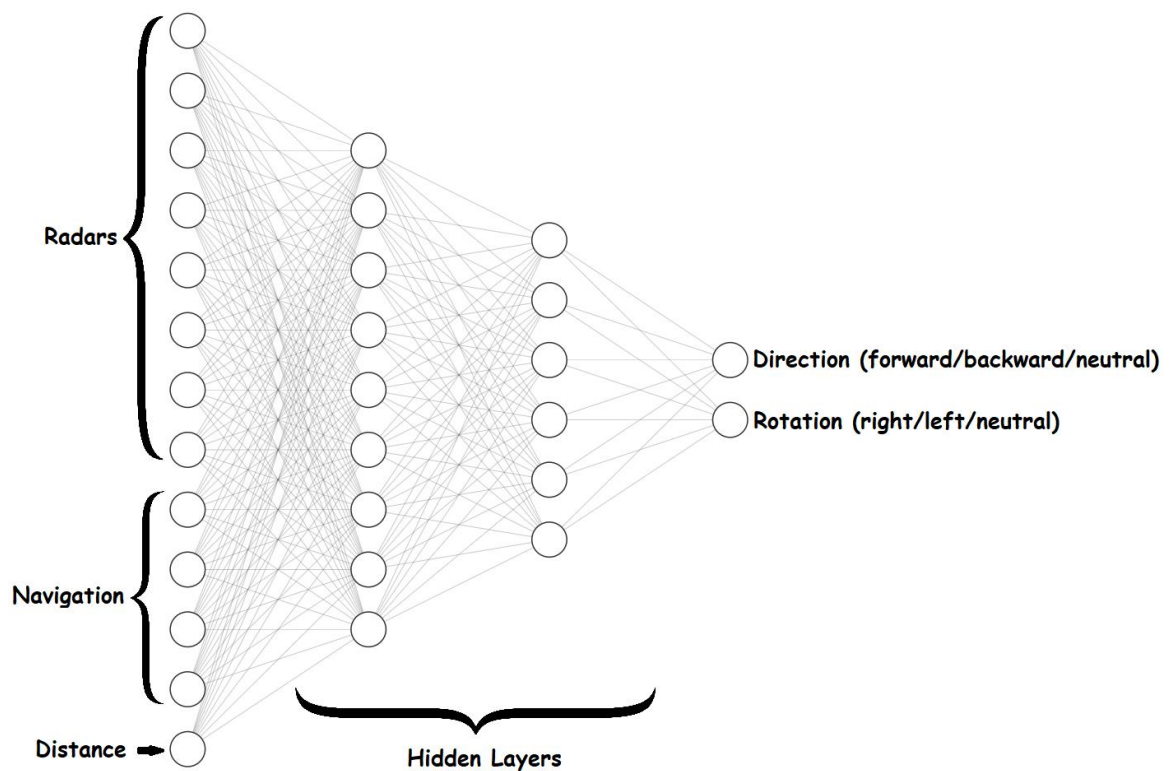 Radars
Direction (forward/backward/neutral)
Rotation (right/left/neutral)
Navigation
Distance
Hidden Layers